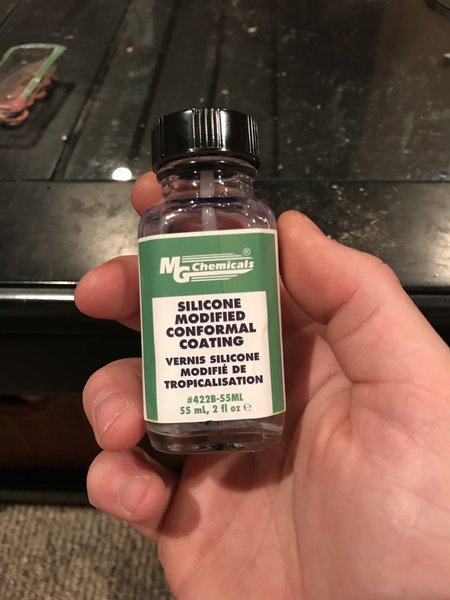 MG Chemicals®
SILICONE
MODIFIED
CONFORMAL
COATING
VERNIS SILICONE
MODIFIÉ DE
TROPICALISATION
#422B-55ML
55 mL, 2 fl oz ℮